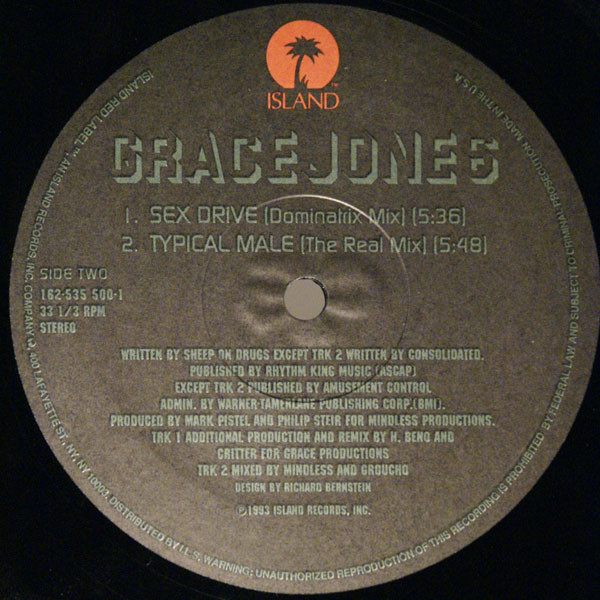 ISLAND
GRACE JONES
1. SEX DRIVE (Dominatrix Mix) (5:36)
2. TYPICAL MALE (The Real Mix) (5:48)
SIDE TWO
162-535 500-1
33 1/3 RPM
STEREO
WRITTEN BY SHEEP ON DRUGS EXCEPT TRK 2 WRITTEN BY CONSOLIDATED.
PUBLISHED BY RHYTHM KING MUSIC (ASCAP)
EXCEPT TRK 2 PUBLISHED BY AMUSEMENT CONTROL
ADMIN. BY WARNER-TAMERLANE PUBLISHING CORP.(BMI).
PRODUCED BY MARK PISTEL AND PHILIP STEIR FOR MINDLESS PRODUCTIONS.
TRK 1 ADDITIONAL PRODUCTION AND REMIX BY H. BENO AND
CRITTER FOR GRACE PRODUCTIONS
TRK 2 MIXED BY MINDLESS AND GROUCHO
DESIGN BY RICHARD BERNSTEIN
℗1993 ISLAND RECORDS, INC.
ISLAND RED LABEL™, AN ISLAND RECORDS, INC. COMPANY 4001 LAFAYETTE ST., NY, NY 10003. DISTRIBUTED BY I.L.S. WARNING; UNAUTHORIZED REPRODUCTION OF THIS RECORDING IS PROHIBITED BY FEDERAL LAW AND SUBJECT TO CRIMINAL PROSECUTION. MADE IN THE U.S.A.